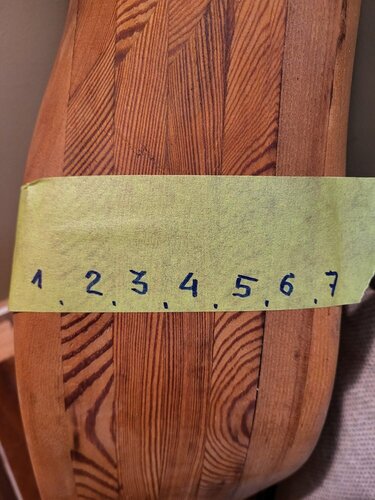 1 . 2 . 3 . 4 . 5 . 6 . 7